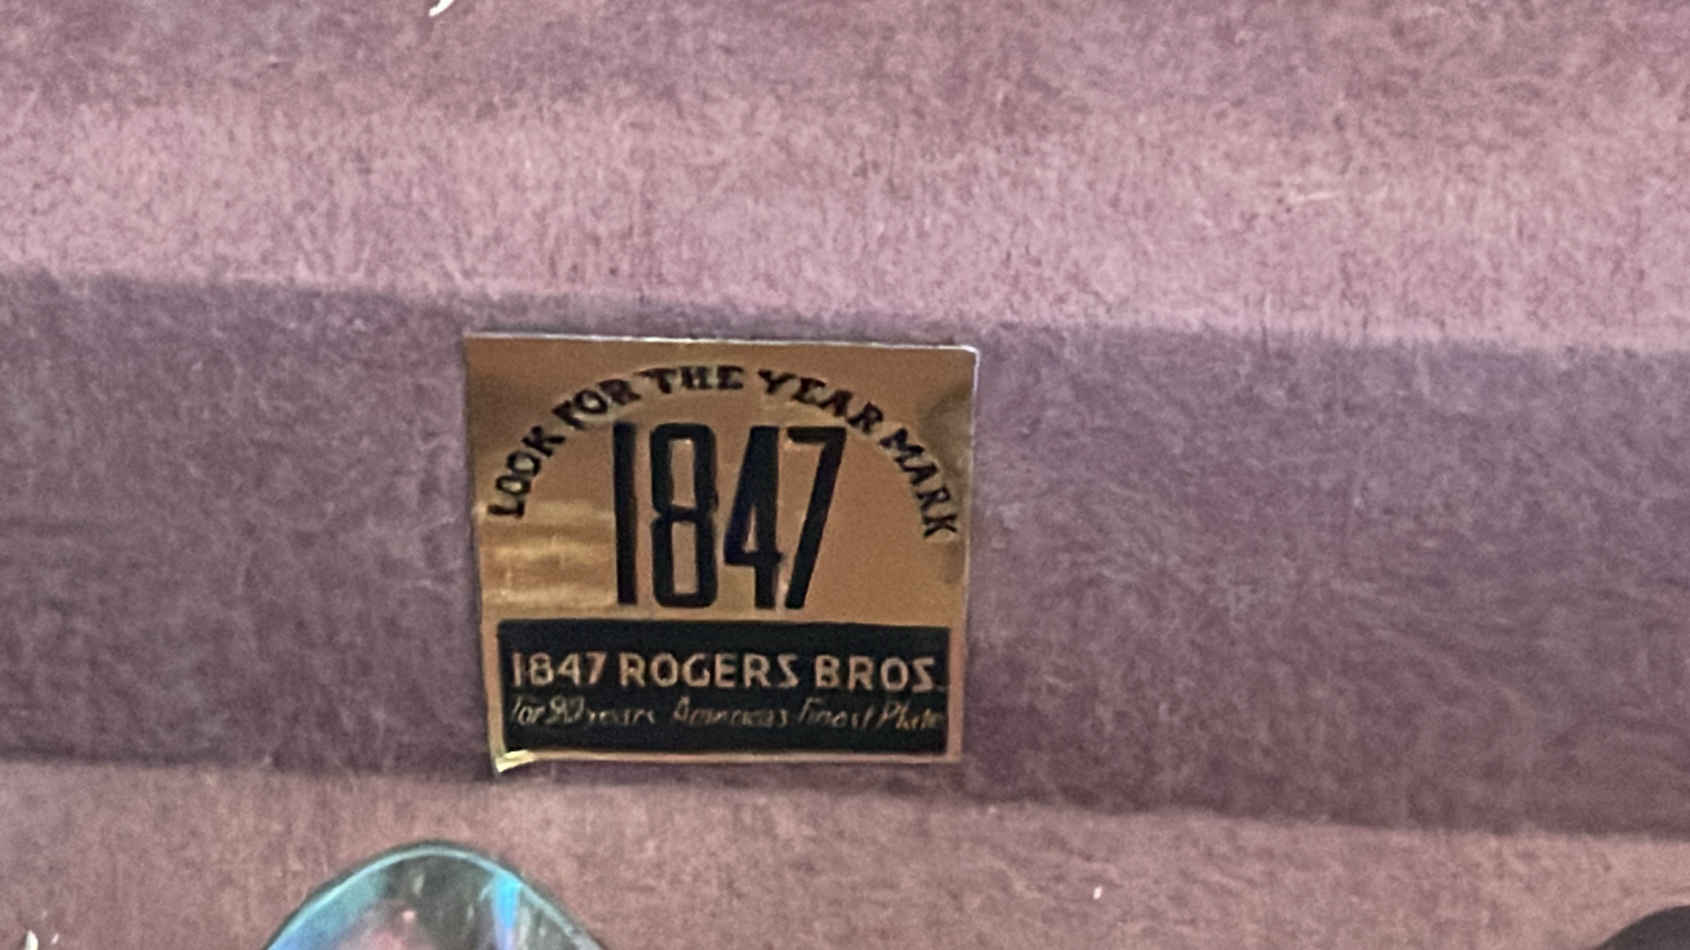 LOOK FOR THE YEAR MARK
1847
1847 ROGERS BROS.
for 90 years America's Finest Plate